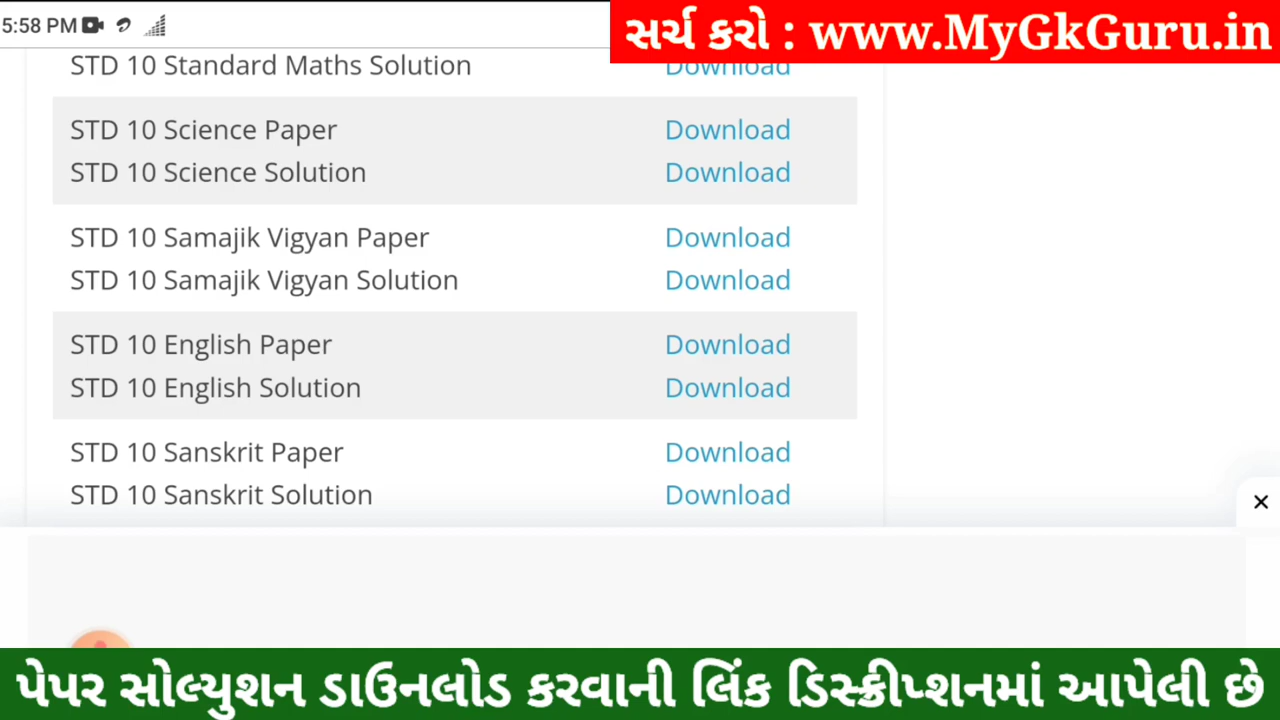 5:58 PM
સર્ચ કરો : www.MyGkGuru.in
STD 10 Standard Maths Solution Download
STD 10 Science Paper Download
STD 10 Science Solution Download
STD 10 Samajik Vigyan Paper Download
STD 10 Samajik Vigyan Solution Download
STD 10 English Paper Download
STD 10 English Solution Download
STD 10 Sanskrit Paper Download
STD 10 Sanskrit Solution Download
પેપર સોલ્યુશન ડાઉનલોડ કરવાની લિંક ડિસ્ક્રીપ્શનમાં આપેલી છે